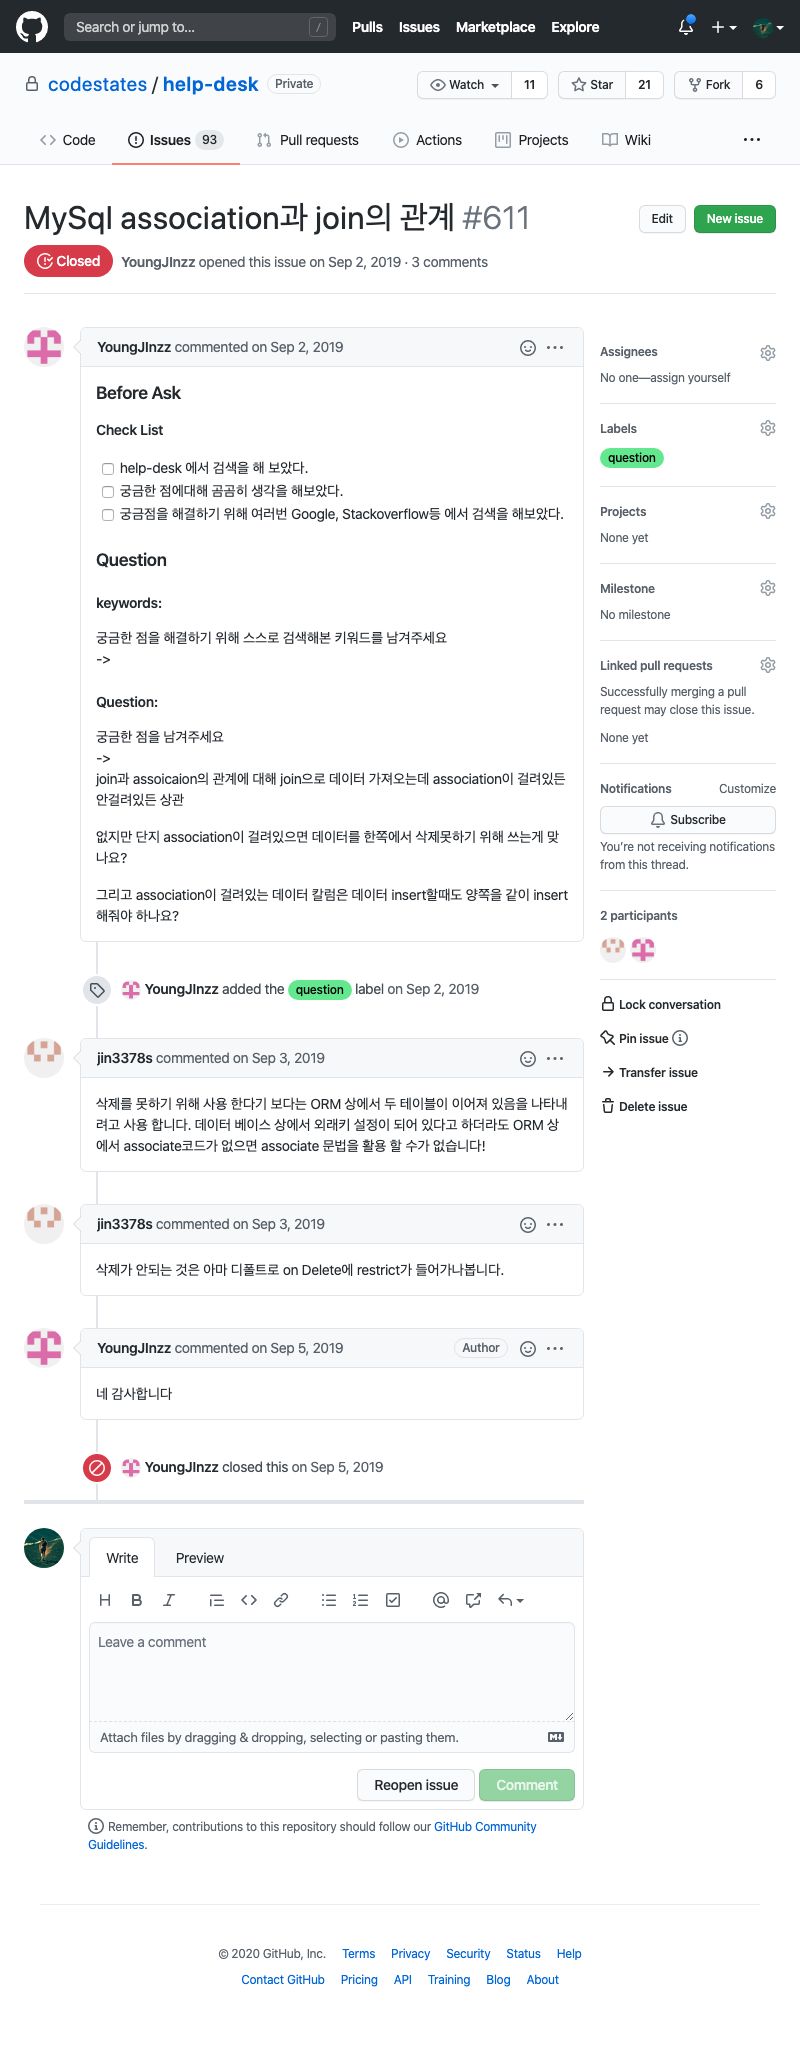 Search or jump to... /
Pulls Issues Marketplace Explore
codestates / help-desk Private
Watch 11 Star 21 Fork 6
Code Issues 93 Pull requests Actions Projects Wiki ...
MySql association과 join의 관계 #611
Edit New issue
Closed YoungJInzz opened this issue on Sep 2, 2019 · 3 comments
YoungJInzz commented on Sep 2, 2019
Before Ask
Check List
help-desk 에서 검색을 해 보았다.
궁금한 점에대해 곰곰히 생각을 해보았다.
궁금점을 해결하기 위해 여러번 Google, Stackoverflow등 에서 검색을 해보았다.
Question
keywords:
궁금한 점을 해결하기 위해 스스로 검색해본 키워드를 남겨주세요
->
Question:
궁금한 점을 남겨주세요
->
join과 assoicaion의 관계에 대해 join으로 데이터 가져오는데 association이 걸려있든
안걸려있든 상관
없지만 단지 association이 걸려있으면 데이터를 한쪽에서 삭제못하기 위해 쓰는게 맞
나요?
그리고 association이 걸려있는 데이터 칼럼은 데이터 insert할때도 양쪽을 같이 insert
해줘야 하나요?
YoungJInzz added the question label on Sep 2, 2019
jin3378s commented on Sep 3, 2019
삭제를 못하기 위해 사용 한다기 보다는 ORM 상에서 두 테이블이 이어져 있음을 나타내
려고 사용 합니다. 데이터 베이스 상에서 외래키 설정이 되어 있다고 하더라도 ORM 상
에서 associate코드가 없으면 associate 문법을 활용 할 수가 없습니다!
jin3378s commented on Sep 3, 2019
삭제가 안되는 것은 아마 디폴트로 on Delete에 restrict가 들어가나봅니다.
YoungJInzz commented on Sep 5, 2019 Author
네 감사합니다
YoungJInzz closed this on Sep 5, 2019
Write Preview
Leave a comment
Attach files by dragging & dropping, selecting or pasting them.
Reopen issue Comment
Remember, contributions to this repository should follow our GitHub Community
Guidelines.
Assignees
No one—assign yourself
Labels
question
Projects
None yet
Milestone
No milestone
Linked pull requests
Successfully merging a pull
request may close this issue.
None yet
Notifications Customize
Subscribe
You're not receiving notifications
from this thread.
2 participants
Lock conversation
Pin issue
Transfer issue
Delete issue
© 2020 GitHub, Inc. Terms Privacy Security Status Help
Contact GitHub Pricing API Training Blog About